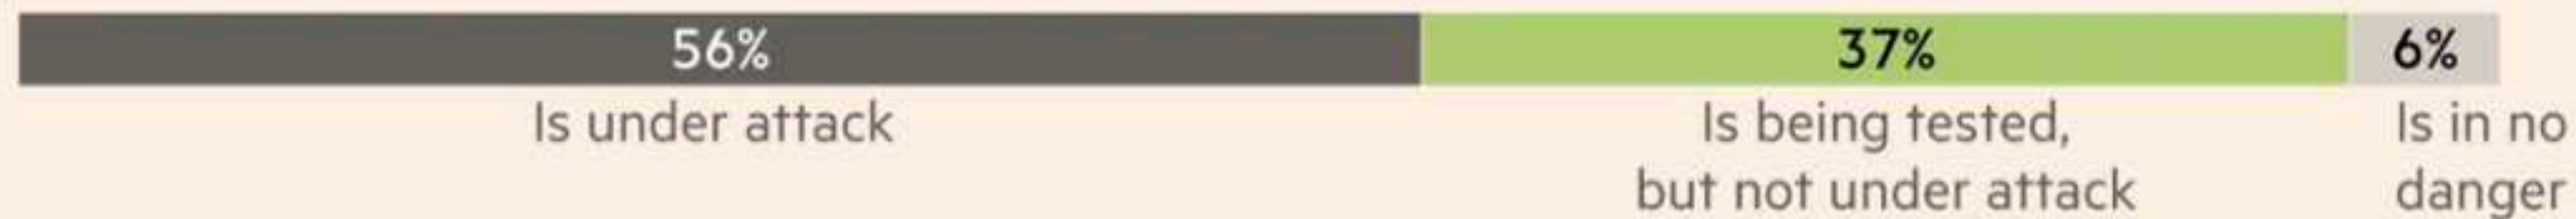 56% 37% 6%
Is under attack Is being tested, Is in no
but not under attack danger